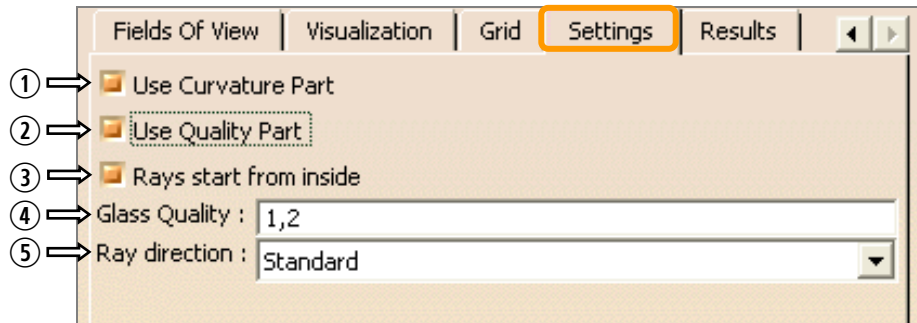 Fields Of View Visualization Grid Settings Results
① Use Curvature Part
② Use Quality Part
③ Rays start from inside
④ Glass Quality : 1,2
⑤ Ray direction : Standard